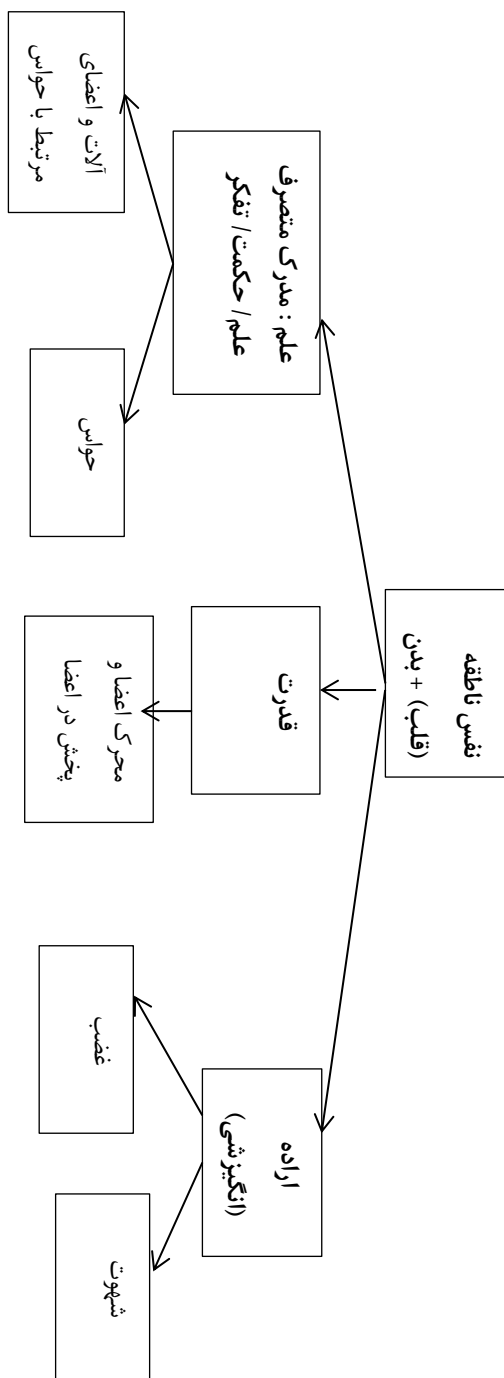 نفس ناطقه
(قلب) + بدن
اراده
(انگیزشی)
قدرت
علم : مدرک متصرف
علم/ حکمت/ تفکر
شهوت
غضب
محرک اعضا و
پخش در اعضا
حواس
آلات و اعضای
مرتبط با حواس